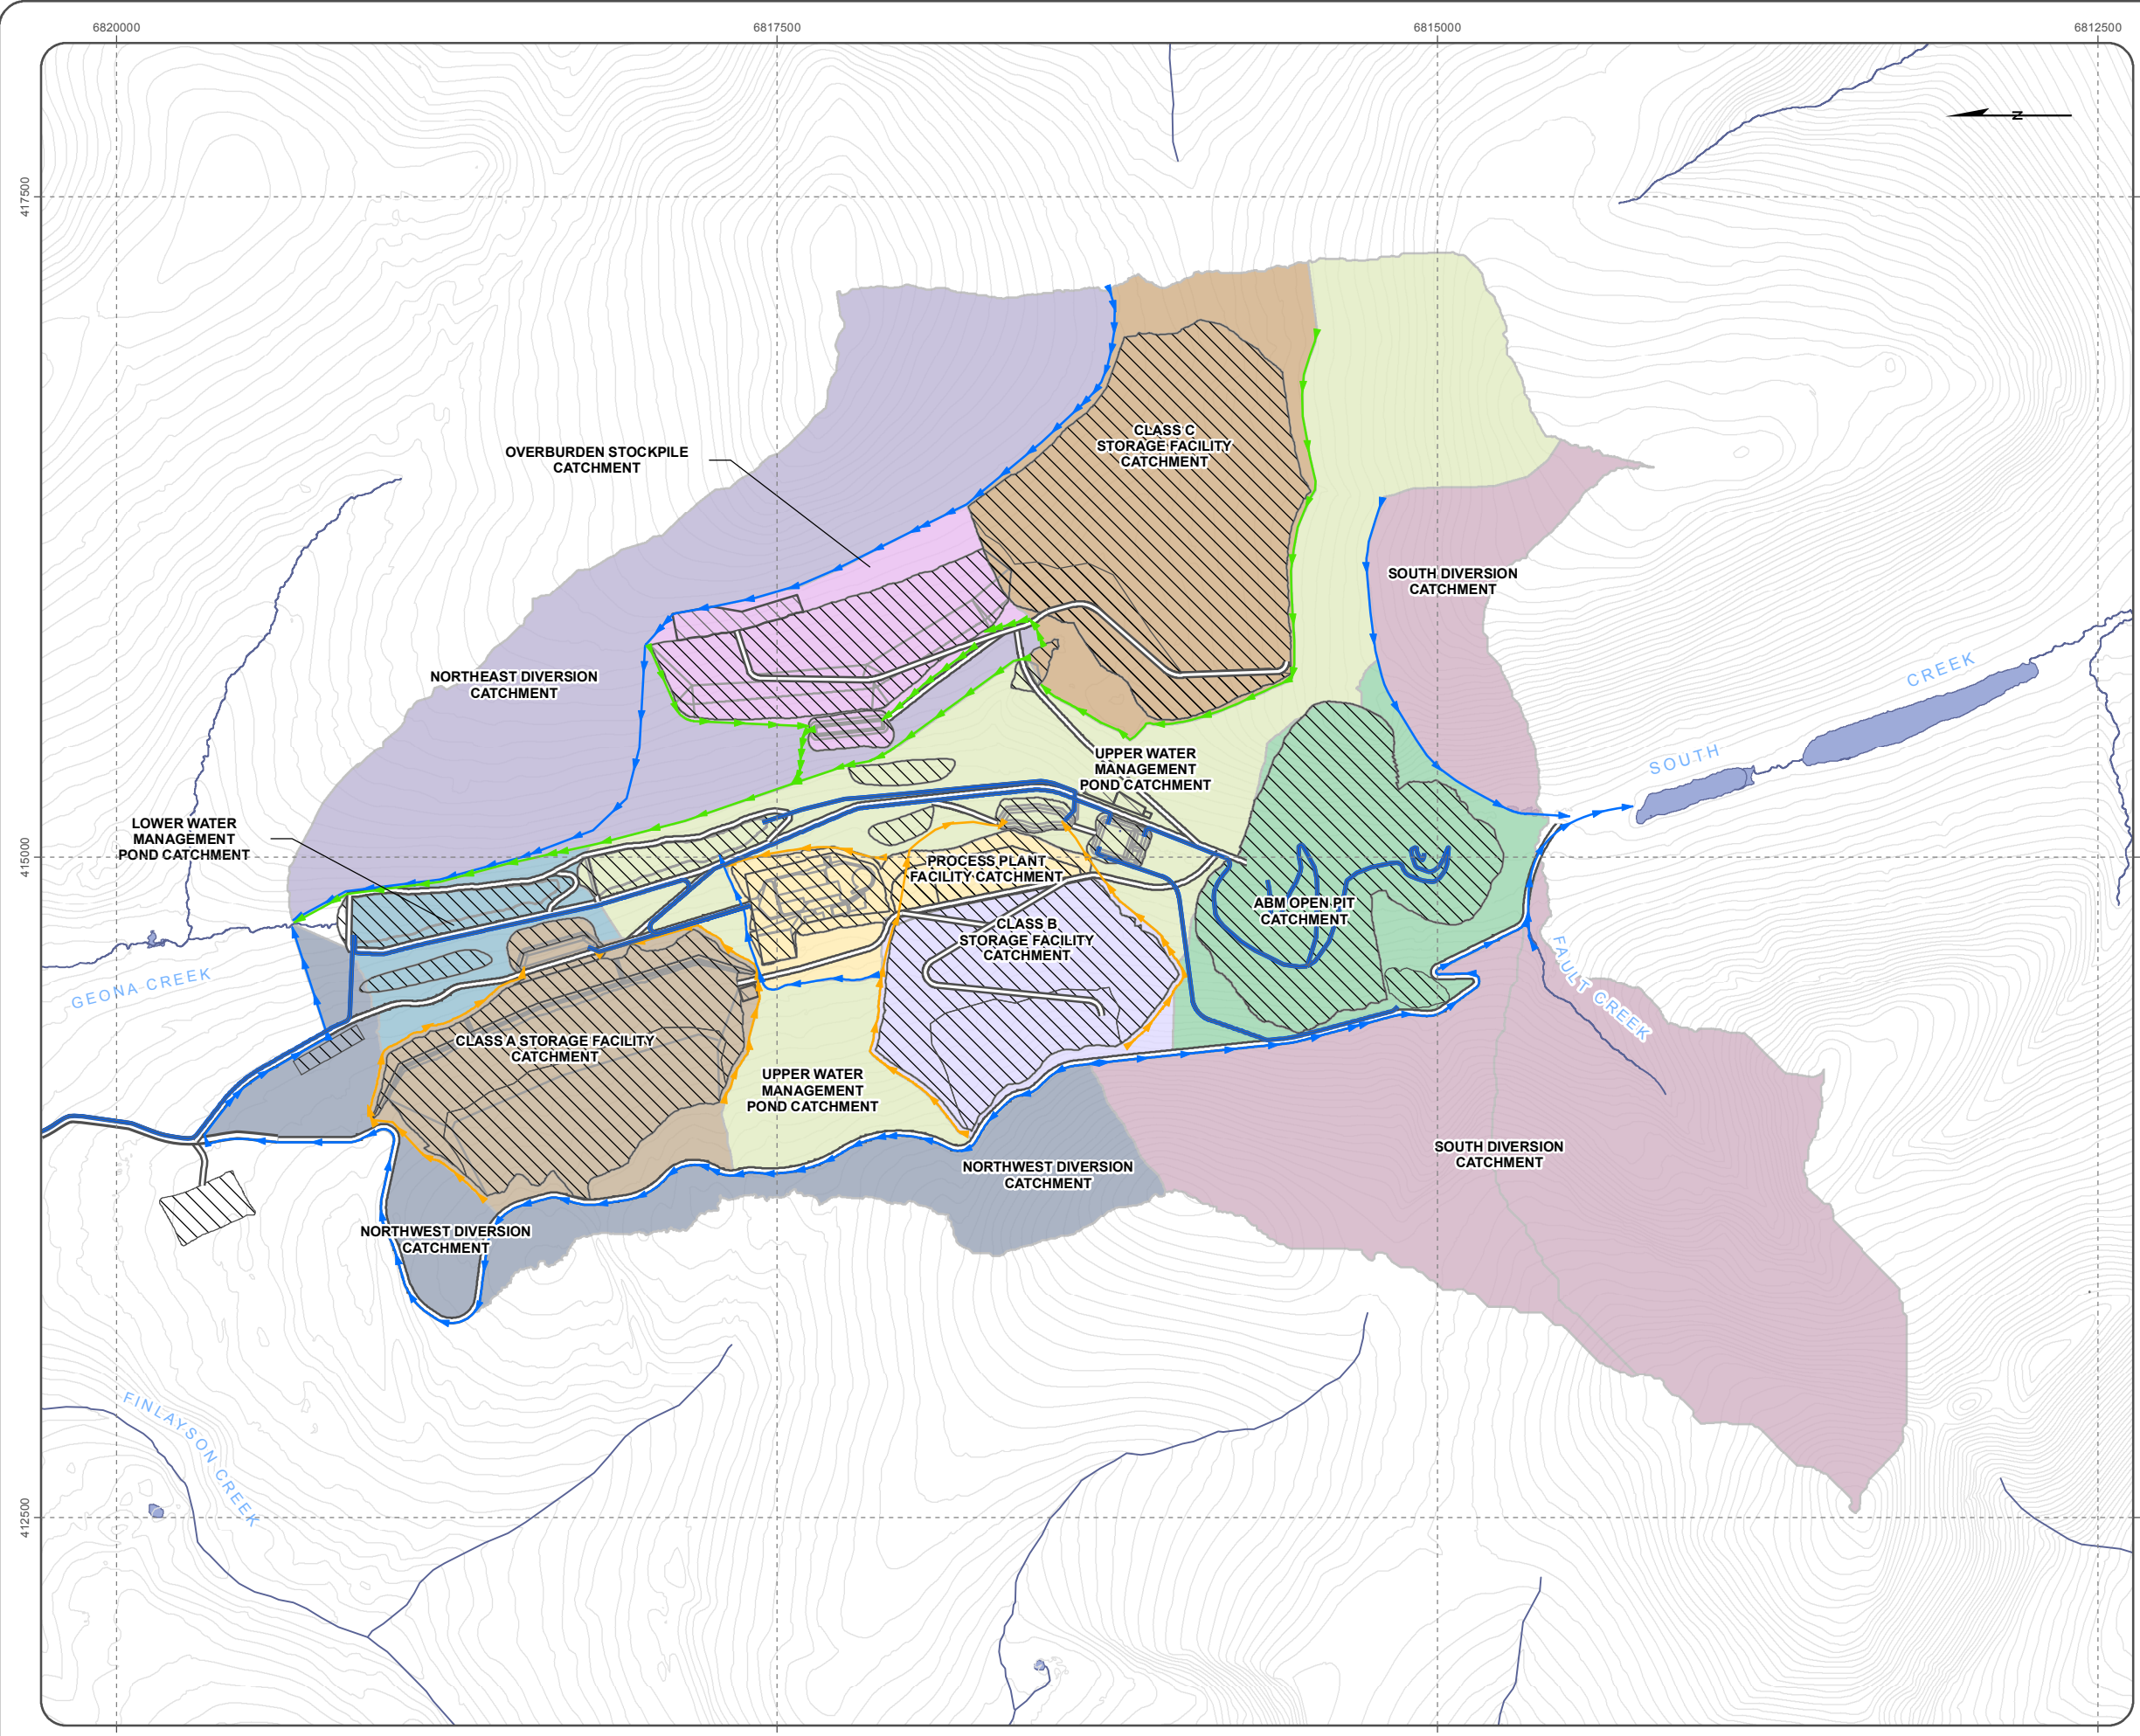 6820000
6817500
6815000
6812500
N
417500
415000
412500
CLASS C
STORAGE FACILITY
CATCHMENT
OVERBURDEN STOCKPILE
CATCHMENT
SOUTH DIVERSION
CATCHMENT
NORTHEAST DIVERSION
CATCHMENT
SOUTH CREEK
UPPER WATER
MANAGEMENT
POND CATCHMENT
LOWER WATER
MANAGEMENT
POND CATCHMENT
PROCESS PLANT
FACILITY CATCHMENT
ABM OPEN PIT
CATCHMENT
CLASS B
STORAGE FACILITY
CATCHMENT
GEONA CREEK
FAULT CREEK
CLASS A STORAGE FACILITY
CATCHMENT
UPPER WATER
MANAGEMENT
POND CATCHMENT
SOUTH DIVERSION
CATCHMENT
NORTHWEST DIVERSION
CATCHMENT
NORTHWEST DIVERSION
CATCHMENT
FINLAYSON CREEK